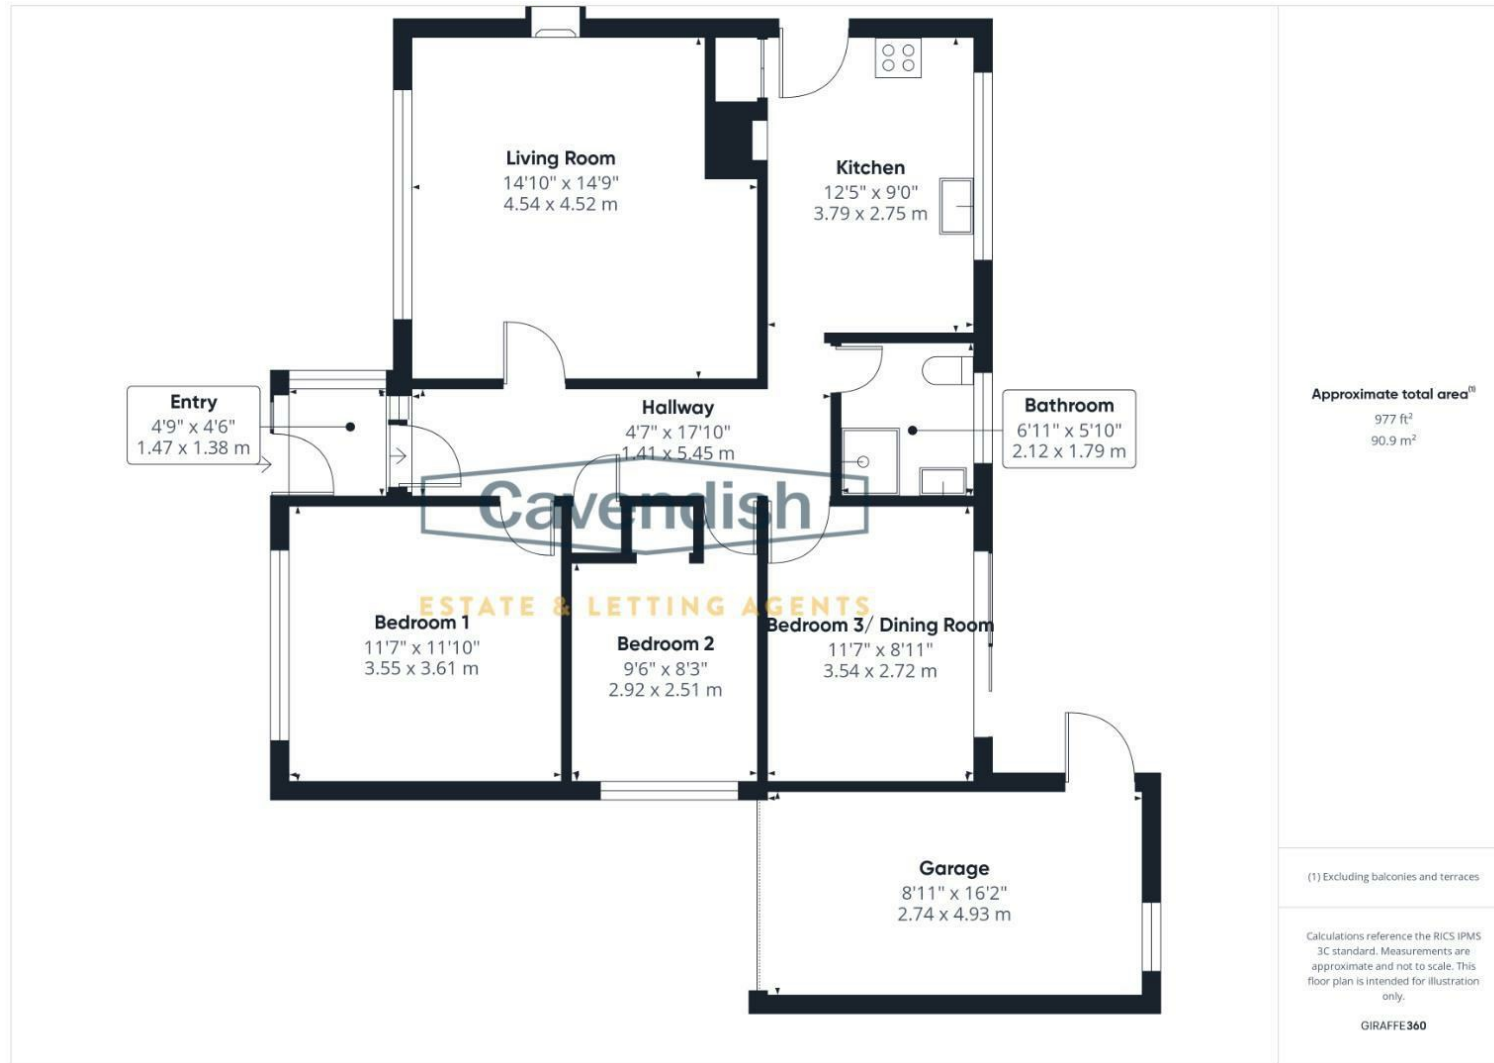 Living Room
14'10" x 14'9"
4.54 x 4.52 m
Kitchen
12'5" x 9'0"
3.79 x 2.75 m
Entry
4'9" x 4'6"
1.47 x 1.38 m
Hallway
4'7" x 17'10"
1.41 x 5.45 m
Bathroom
6'11" x 5'10"
2.12 x 1.79 m
Cavendish
ESTATE & LETTING AGENTS
Bedroom 1
11'7" x 11'10"
3.55 x 3.61 m
Bedroom 2
9'6" x 8'3"
2.92 x 2.51 m
Bedroom 3/ Dining Room
11'7" x 8'11"
3.54 x 2.72 m
Garage
8'11" x 16'2"
2.74 x 4.93 m
Approximate total area(1)
977 ft²
90.9 m²
(1) Excluding balconies and terraces
Calculations reference the RICS IPMS
3C standard. Measurements are
approximate and not to scale. This
floor plan is intended for illustration
only.
GIRAFFE360